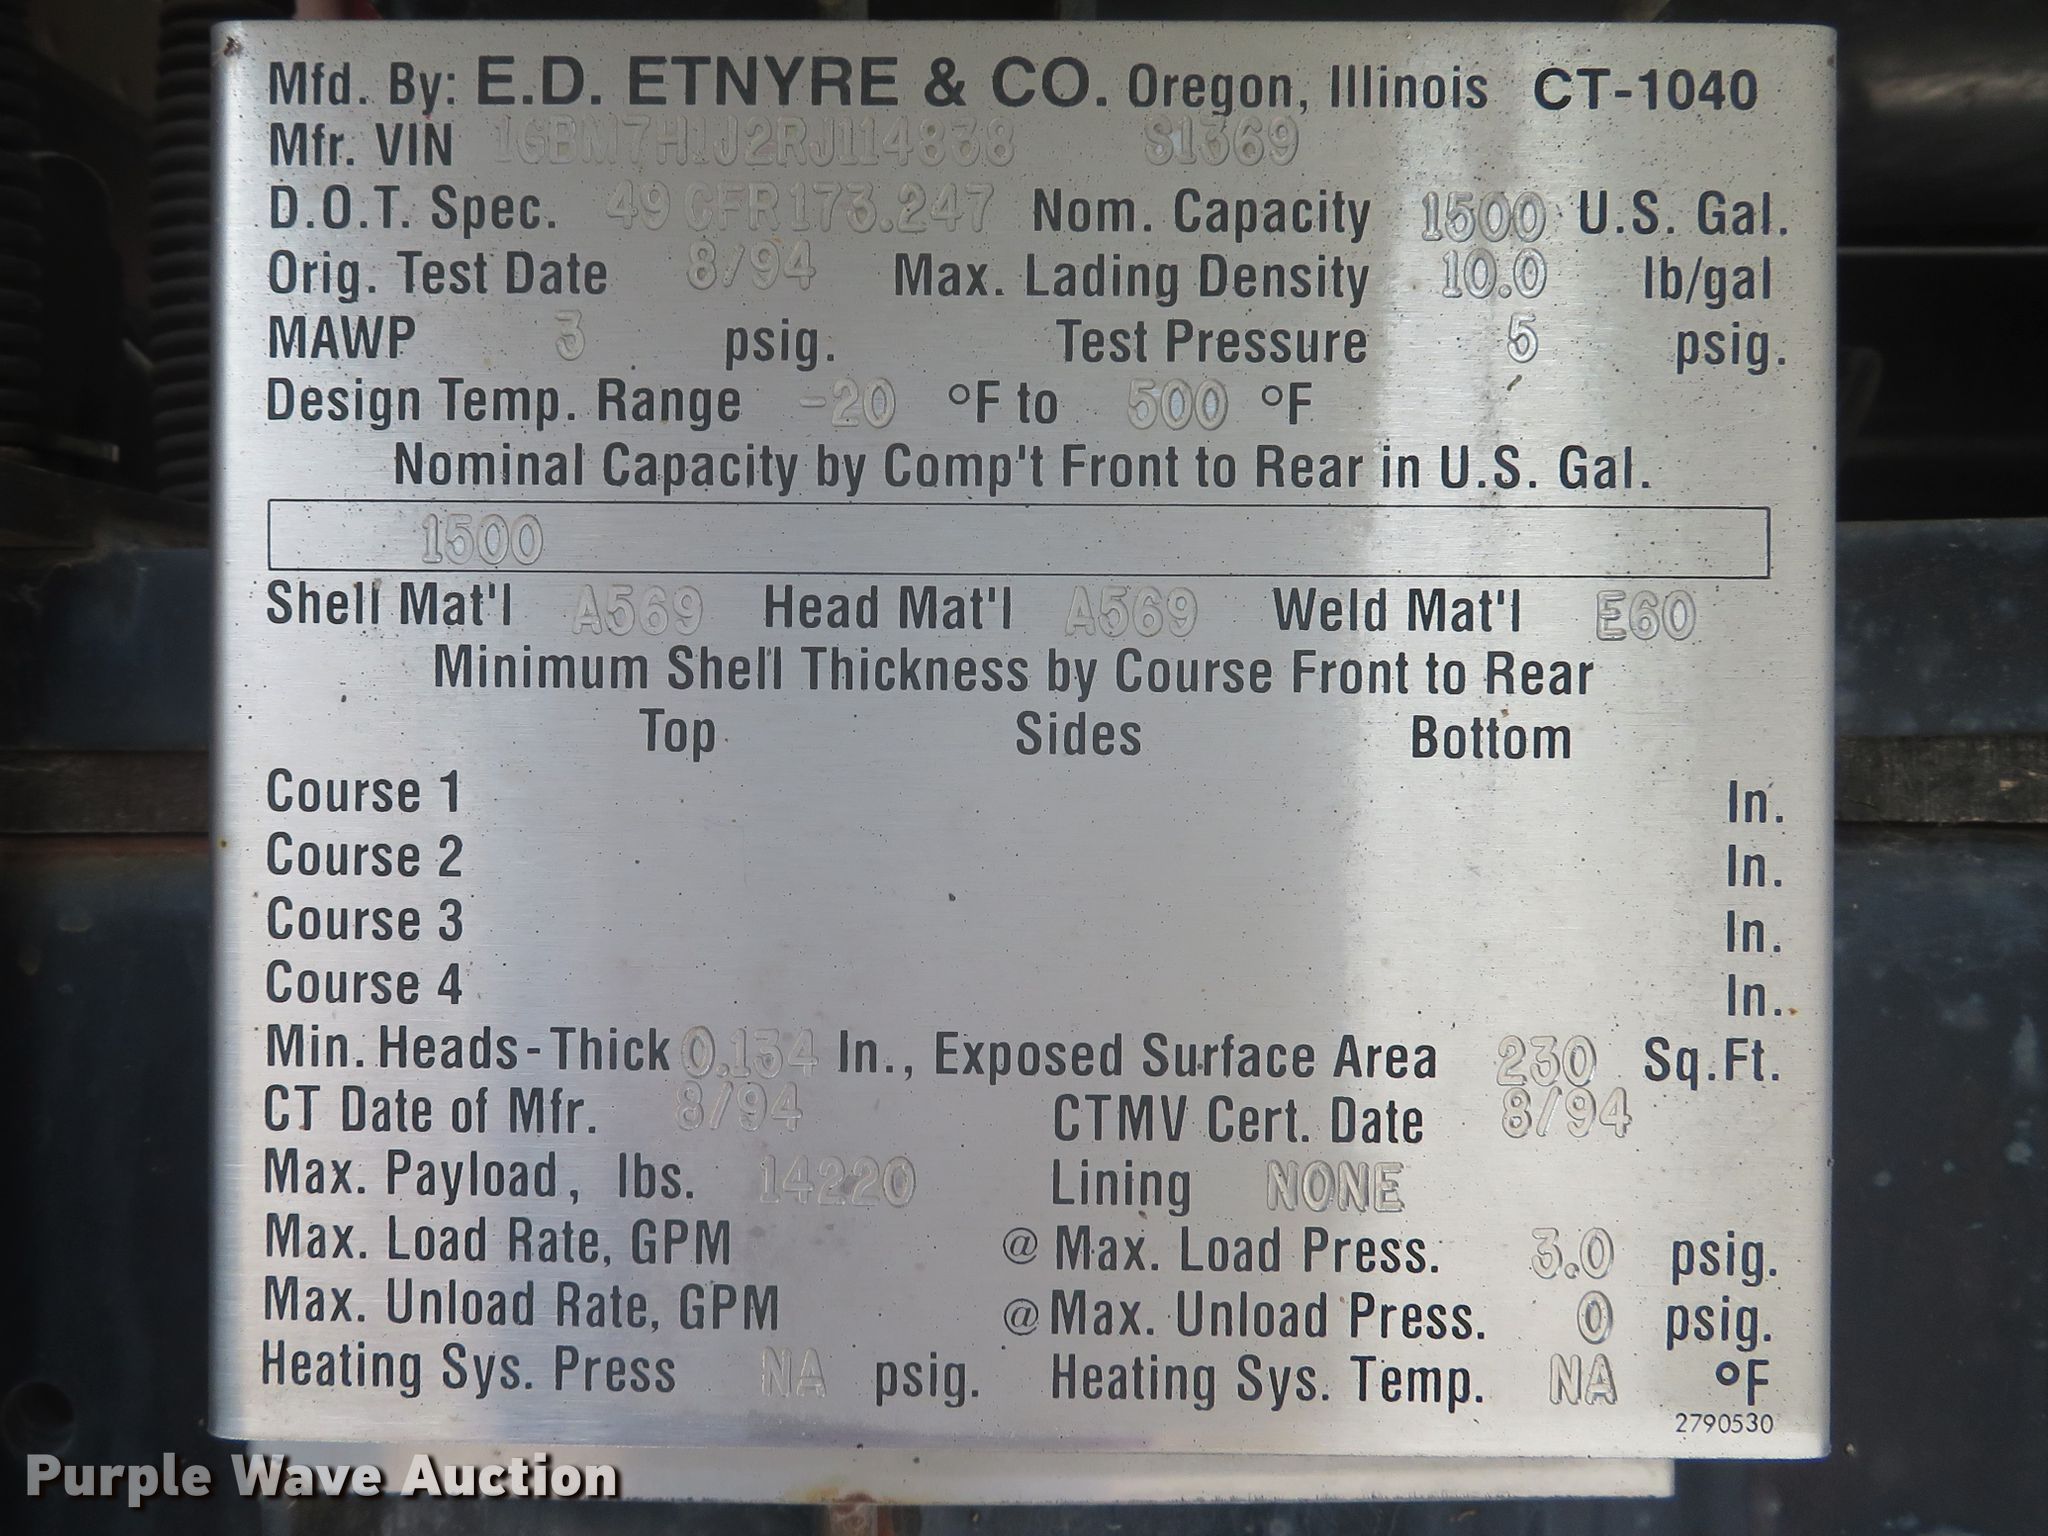 Mfd. By: E.D. ETNYRE & CO. Oregon, Illinois CT-1040
Mfr. VIN 1GBM7H1J2RJ114838 S1369
D.O.T. Spec. 49 CFR173.247 Nom. Capacity 1500 U.S. Gal.
Orig. Test Date 8/94 Max. Lading Density 10.0 lb/gal
MAWP 3 psig. Test Pressure 5 psig.
Design Temp. Range -20 °F to 500 °F
Nominal Capacity by Comp't Front to Rear in U.S. Gal.
1500
Shell Mat'l A569 Head Mat'l A569 Weld Mat'l E60
Minimum Shell Thickness by Course Front to Rear
Top Sides Bottom
Course 1 In.
Course 2 In.
Course 3 In.
Course 4 In.
Min. Heads-Thick 0.134 In., Exposed Surface Area 230 Sq.Ft.
CT Date of Mfr. 8/94 CTMV Cert. Date 8/94
Max. Payload, lbs. 14220 Lining NONE
Max. Load Rate, GPM @ Max. Load Press. 3.0 psig.
Max. Unload Rate, GPM @ Max. Unload Press. 0 psig.
Heating Sys. Press NA psig. Heating Sys. Temp. NA °F
2790530
Purple Wave Auction